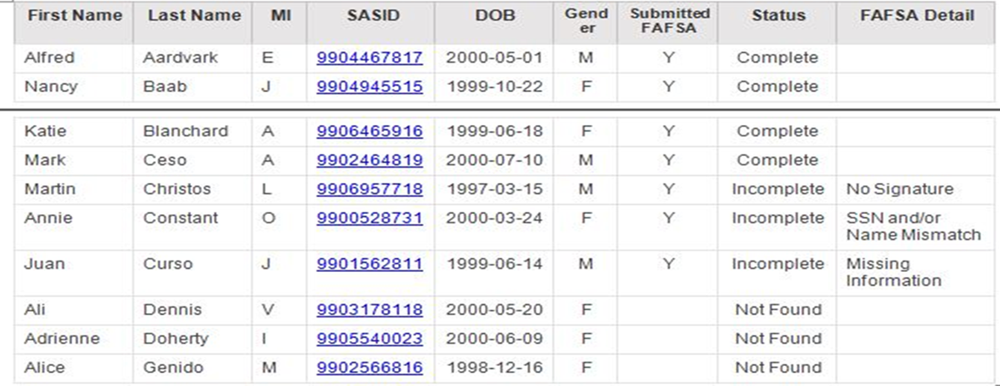 First Name Last Name MI SASID DOB Gend er Submitted FAFSA Status FAFSA Detail
Alfred Aardvark E 9904467817 2000-05-01 M Y Complete
Nancy Baab J 9904945515 1999-10-22 F Y Complete
Katie Blanchard A 9906465916 1999-06-18 F Y Complete
Mark Ceso A 9902464819 2000-07-10 M Y Complete
Martin Christos L 9906957718 1997-03-15 M Y Incomplete No Signature
Annie Constant O 9900528731 2000-03-24 F Y Incomplete SSN and/or
Name Mismatch
Juan Curso J 9901562811 1999-06-14 M Y Incomplete Missing
Information
Ali Dennis V 9903178118 2000-05-20 F Not Found
Adrienne Doherty I 9905540023 2000-06-09 F Not Found
Alice Genido M 9902566816 1998-12-16 F Not Found